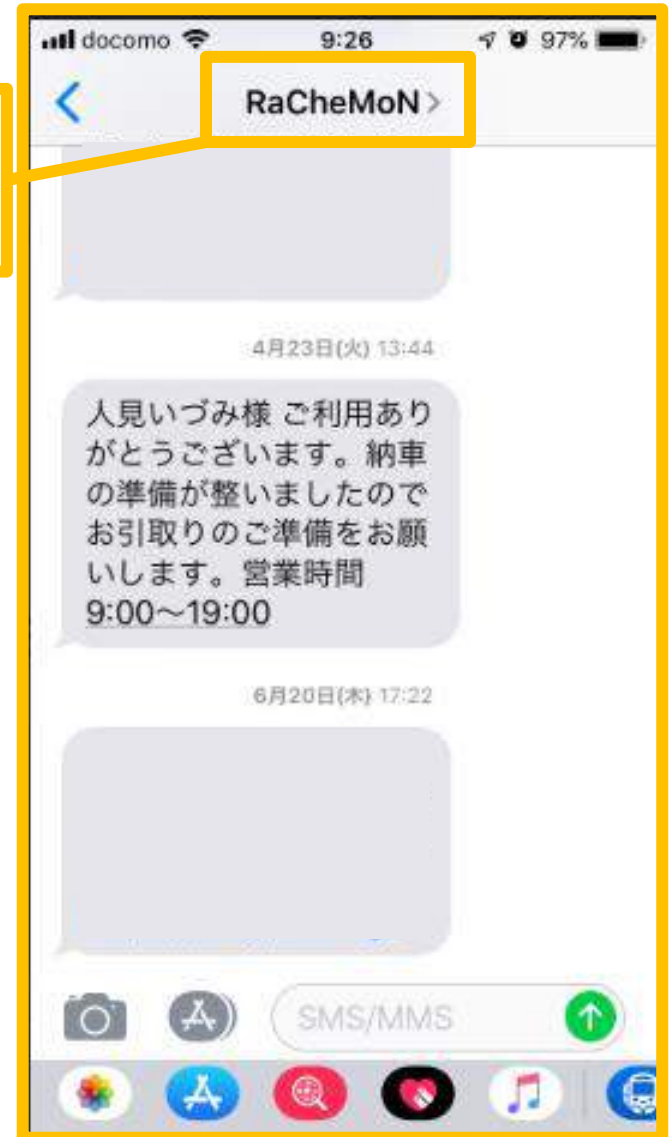 docomo 9:26 97%
RaCheMoN
4月23日(火) 13:44
人見いづみ様 ご利用あり
がとうございます。納車
の準備が整いましたので
お引取りのご準備をお願
いします。営業時間
9:00〜19:00
6月20日(木) 17:22
SMS/MMS